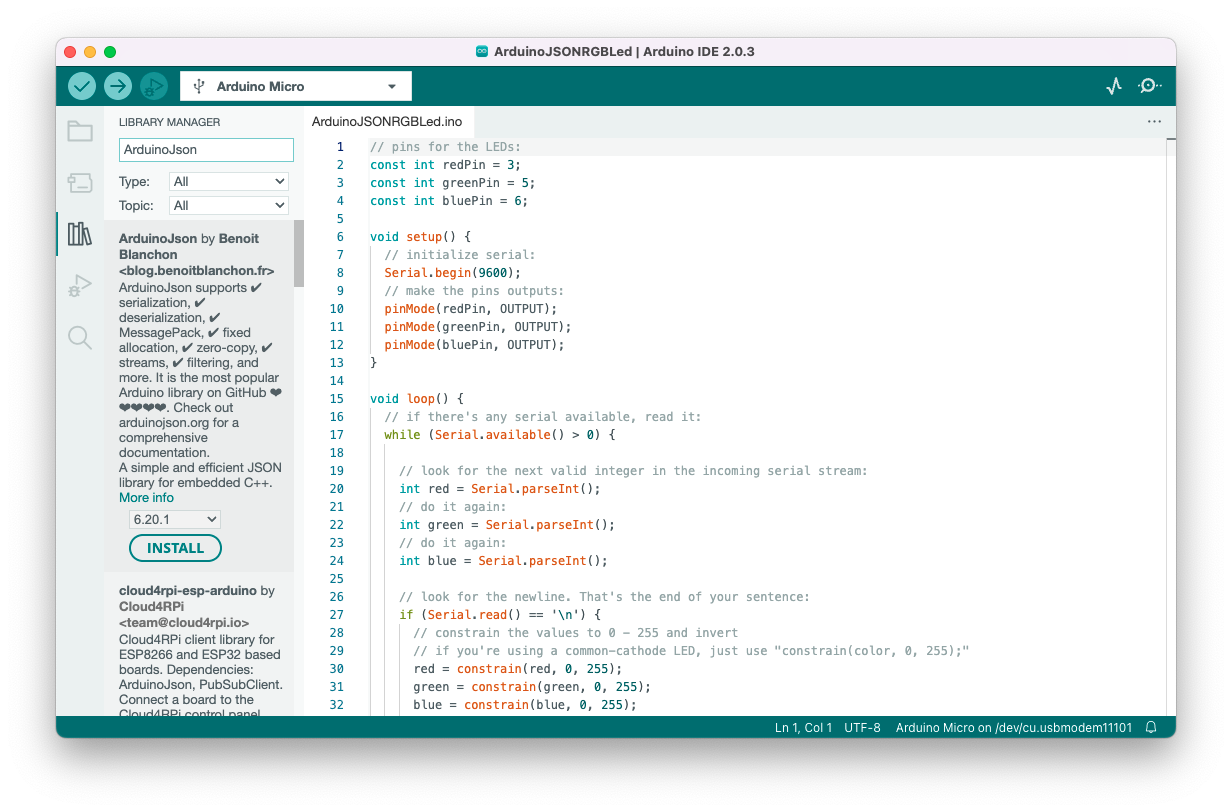 ArduinoJSONRGBLed | Arduino IDE 2.0.3
Arduino Micro
LIBRARY MANAGER
ArduinoJson
Type: All
Topic: All
ArduinoJson by Benoit
Blanchon
<blog.benoitblanchon.fr>
ArduinoJson supports ✔
serialization, ✔
deserialization, ✔
MessagePack, ✔ fixed
allocation, ✔ zero-copy, ✔
streams, ✔ filtering, and
more. It is the most popular
Arduino library on GitHub ❤
❤❤❤❤. Check out
arduinojson.org for a
comprehensive
documentation.
A simple and efficient JSON
library for embedded C++.
More info
6.20.1
INSTALL
cloud4rpi-esp-arduino by
Cloud4RPi
<team@cloud4rpi.io>
Cloud4RPi client library for
ESP8266 and ESP32 based
boards. Dependencies:
ArduinoJson, PubSubClient.
Connect a board to the
Cloud4RPi control panel
ArduinoJSONRGBLed.ino
1 // pins for the LEDs:
2 const int redPin = 3;
3 const int greenPin = 5;
4 const int bluePin = 6;
5
6 void setup() {
7   // initialize serial:
8   Serial.begin(9600);
9   // make the pins outputs:
10   pinMode(redPin, OUTPUT);
11   pinMode(greenPin, OUTPUT);
12   pinMode(bluePin, OUTPUT);
13 }
14
15 void loop() {
16   // if there's any serial available, read it:
17   while (Serial.available() > 0) {
18
19     // look for the next valid integer in the incoming serial stream:
20     int red = Serial.parseInt();
21     // do it again:
22     int green = Serial.parseInt();
23     // do it again:
24     int blue = Serial.parseInt();
25
26     // look for the newline. That's the end of your sentence:
27     if (Serial.read() == '\n') {
28       // constrain the values to 0 - 255 and invert
29       // if you're using a common-cathode LED, just use "constrain(color, 0, 255);"
30       red = constrain(red, 0, 255);
31       green = constrain(green, 0, 255);
32       blue = constrain(blue, 0, 255);
Ln 1, Col 1 UTF-8 Arduino Micro on /dev/cu.usbmodem11101